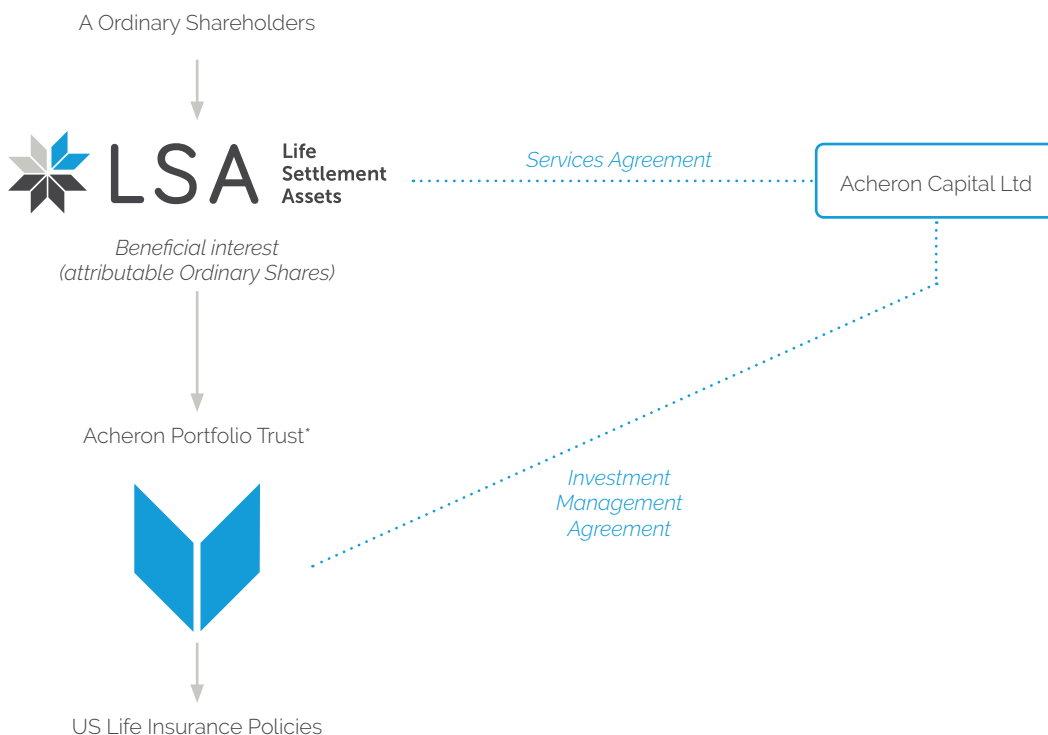 A Ordinary Shareholders
LSA
Life
Settlement
Assets
Services Agreement
Acheron Capital Ltd
Beneficial interest
(attributable Ordinary Shares)
Acheron Portfolio Trust*
Investment
Management
Agreement
US Life Insurance Policies